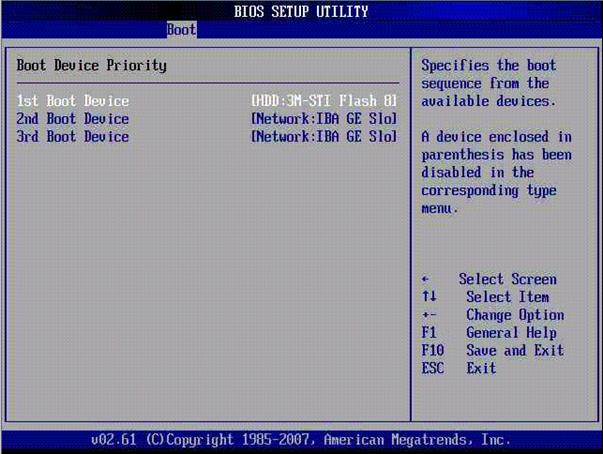 BIOS SETUP UTILITY
Boot
Boot Device Priority
1st Boot Device [HDD:3M-STI Flash 8]
2nd Boot Device [Network:IBA GE Slo]
3rd Boot Device [Network:IBA GE Slo]
Specifies the boot
sequence from the
available devices.
A device enclosed in
parenthesis has been
disabled in the
corresponding type
menu.
← Select Screen
↑↓ Select Item
+- Change Option
F1 General Help
F10 Save and Exit
ESC Exit
v02.61 (C)Copyright 1985-2007, American Megatrends, Inc.